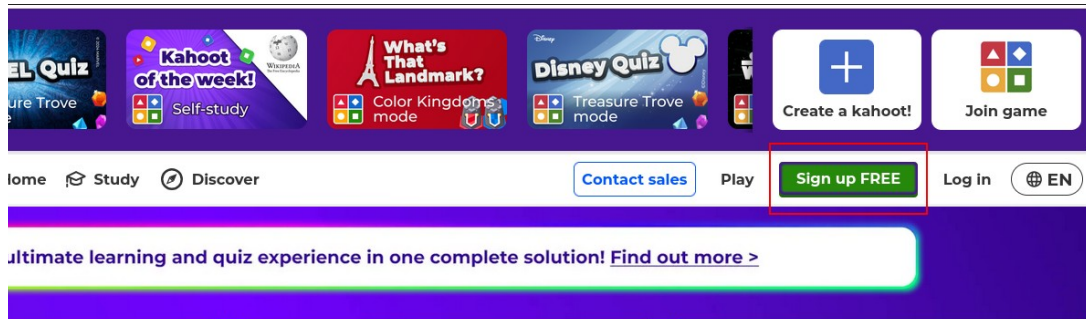 EL Quiz
ure Trove
e
Kahoot
of the week!
WIKIPEDIA
Self-study
What's
That
Landmark?
Color Kingdoms
mode
Disney
Disney Quiz
Treasure Trove
mode
Create a kahoot!
Join game
ome Study Discover Contact sales Play Sign up FREE Log in EN
ultimate learning and quiz experience in one complete solution! Find out more >